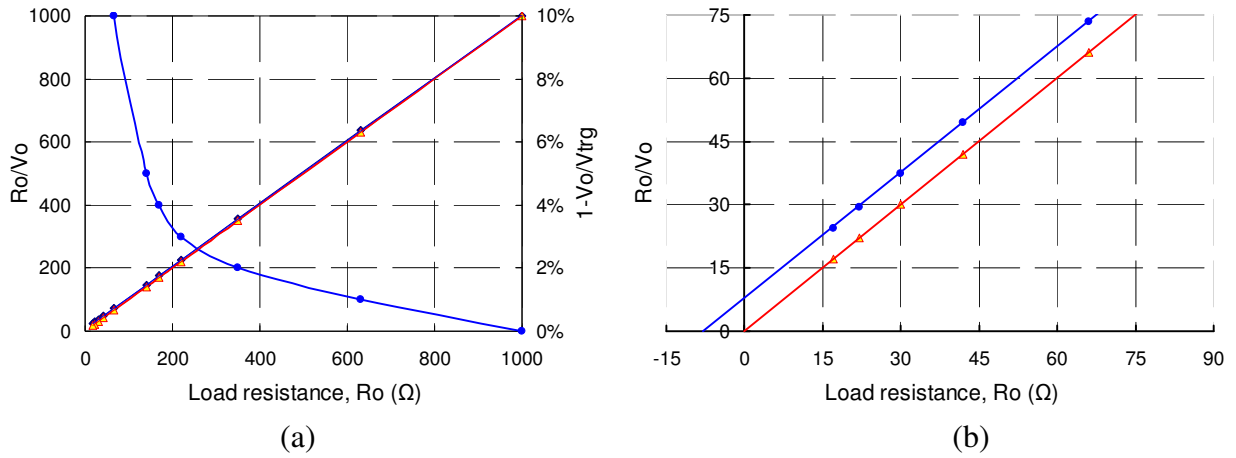 1000 10% 75
800 8% 60
600 6% 45
400 4% 30
200 2% 15
0 0% 0
Ro/Vo
1-Vo/Vtrg
Ro/Vo
0 200 400 600 800 1000
-15 0 15 30 45 60 75 90
Load resistance, Ro (Ω)
Load resistance, Ro (Ω)
(a)
(b)